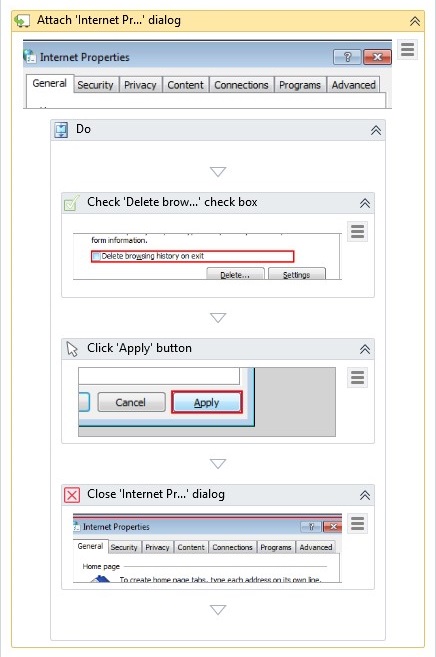 Attach 'Internet Pr...' dialog
Internet Properties
General Security Privacy Content Connections Programs Advanced
Do
Check 'Delete brow...' check box
form information.
Delete browsing history on exit
Delete... Settings
Click 'Apply' button
Cancel Apply
Close 'Internet Pr...' dialog
Internet Properties
General Security Privacy Content Connections Programs Advanced
Home page
To create home page tabs, type each address on its own line.